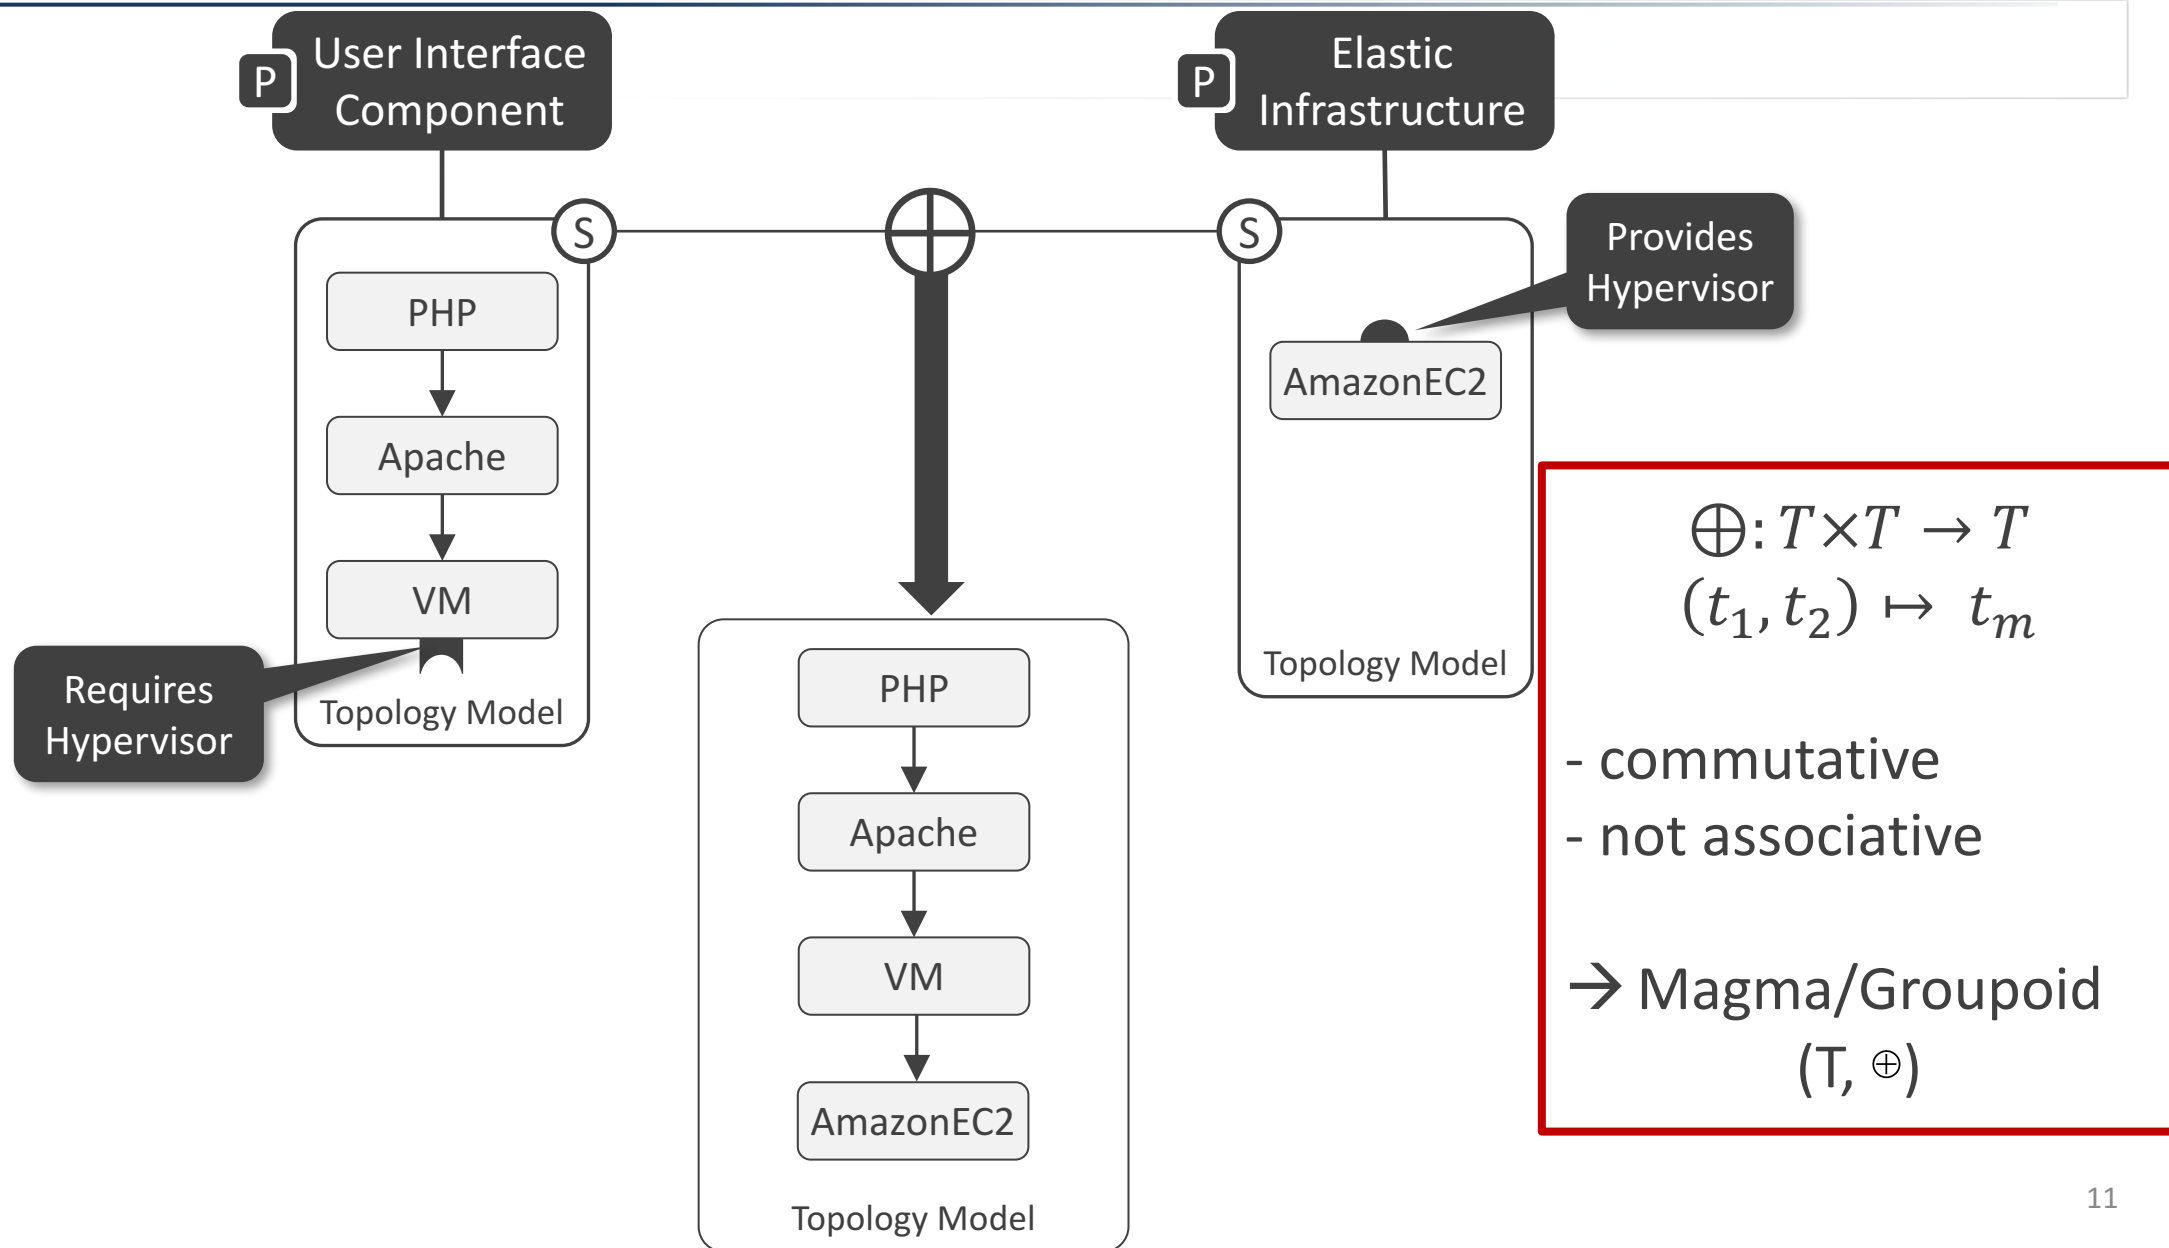 P
User Interface
Component
P
Elastic
Infrastructure
S
S
Provides
Hypervisor
PHP
Apache
VM
Requires
Hypervisor
Topology Model
AmazonEC2
Topology Model
PHP
Apache
VM
AmazonEC2
Topology Model
⊕: T×T → T
(t₁, t₂) ↦ tₘ
- commutative
- not associative
→ Magma/Groupoid
(T, ⊕)
11